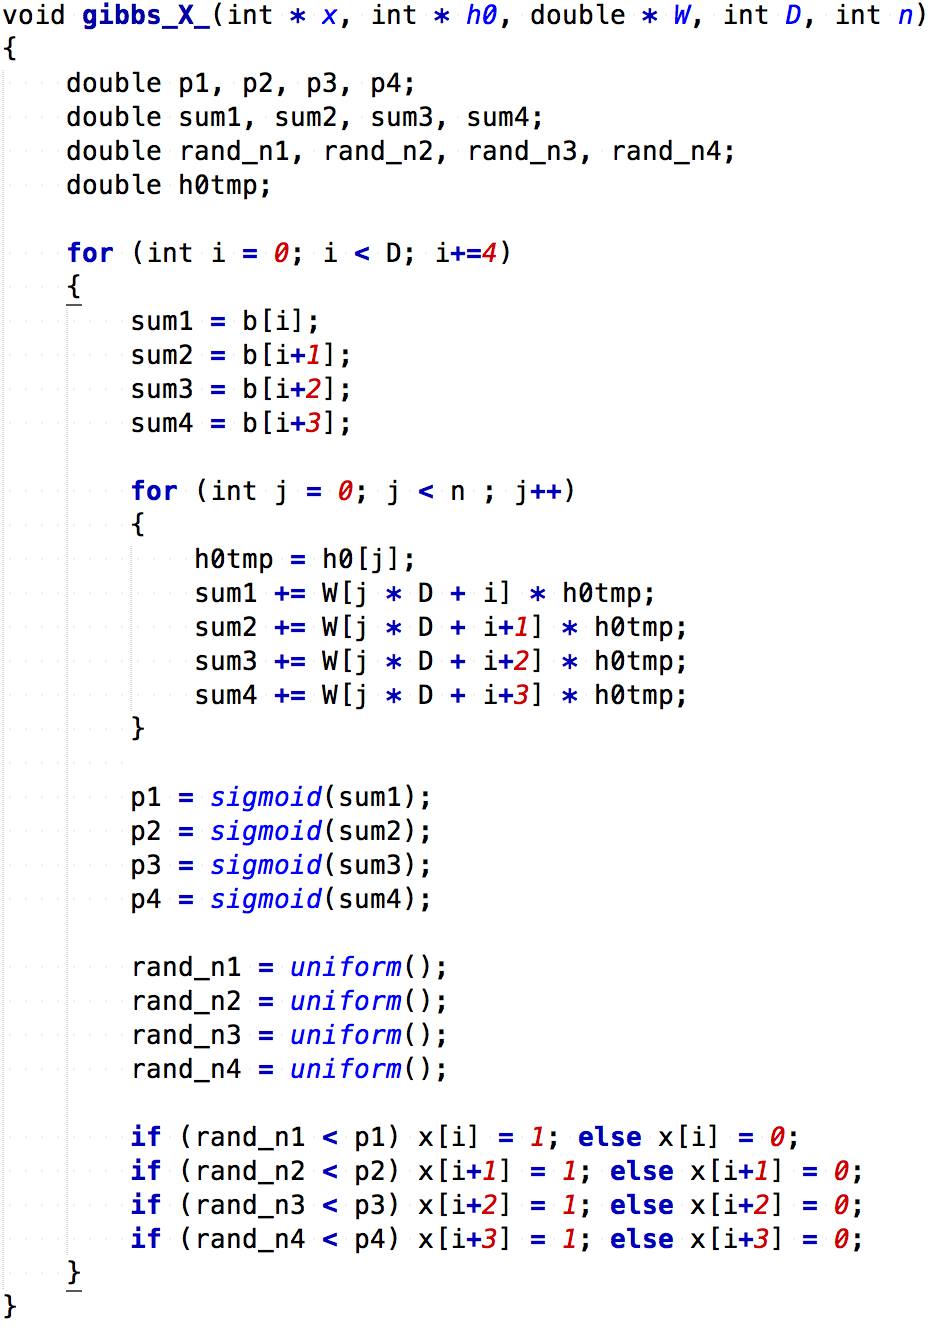 void gibbs_X_(int * x, int * h0, double * W, int D, int n)
{
    double p1, p2, p3, p4;
    double sum1, sum2, sum3, sum4;
    double rand_n1, rand_n2, rand_n3, rand_n4;
    double h0tmp;

    for (int i = 0; i < D; i+=4)
    {
        sum1 = b[i];
        sum2 = b[i+1];
        sum3 = b[i+2];
        sum4 = b[i+3];

        for (int j = 0; j < n ; j++)
        {
            h0tmp = h0[j];
            sum1 += W[j * D + i] * h0tmp;
            sum2 += W[j * D + i+1] * h0tmp;
            sum3 += W[j * D + i+2] * h0tmp;
            sum4 += W[j * D + i+3] * h0tmp;
        }

        p1 = sigmoid(sum1);
        p2 = sigmoid(sum2);
        p3 = sigmoid(sum3);
        p4 = sigmoid(sum4);

        rand_n1 = uniform();
        rand_n2 = uniform();
        rand_n3 = uniform();
        rand_n4 = uniform();

        if (rand_n1 < p1) x[i] = 1; else x[i] = 0;
        if (rand_n2 < p2) x[i+1] = 1; else x[i+1] = 0;
        if (rand_n3 < p3) x[i+2] = 1; else x[i+2] = 0;
        if (rand_n4 < p4) x[i+3] = 1; else x[i+3] = 0;
    }
}